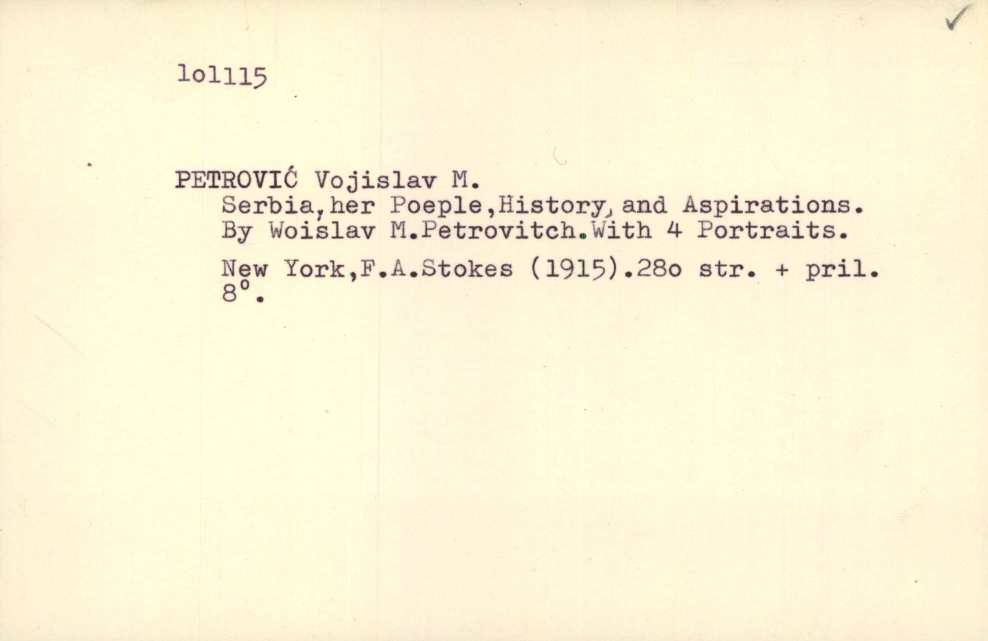 lolll5
PETROVIĆ Vojislav M.
Serbia,her Poeple,History, and Aspirations.
By Woislav M.Petrovitch.With 4 Portraits.
New York,F.A.Stokes (1915).28o str. + pril.
8°.